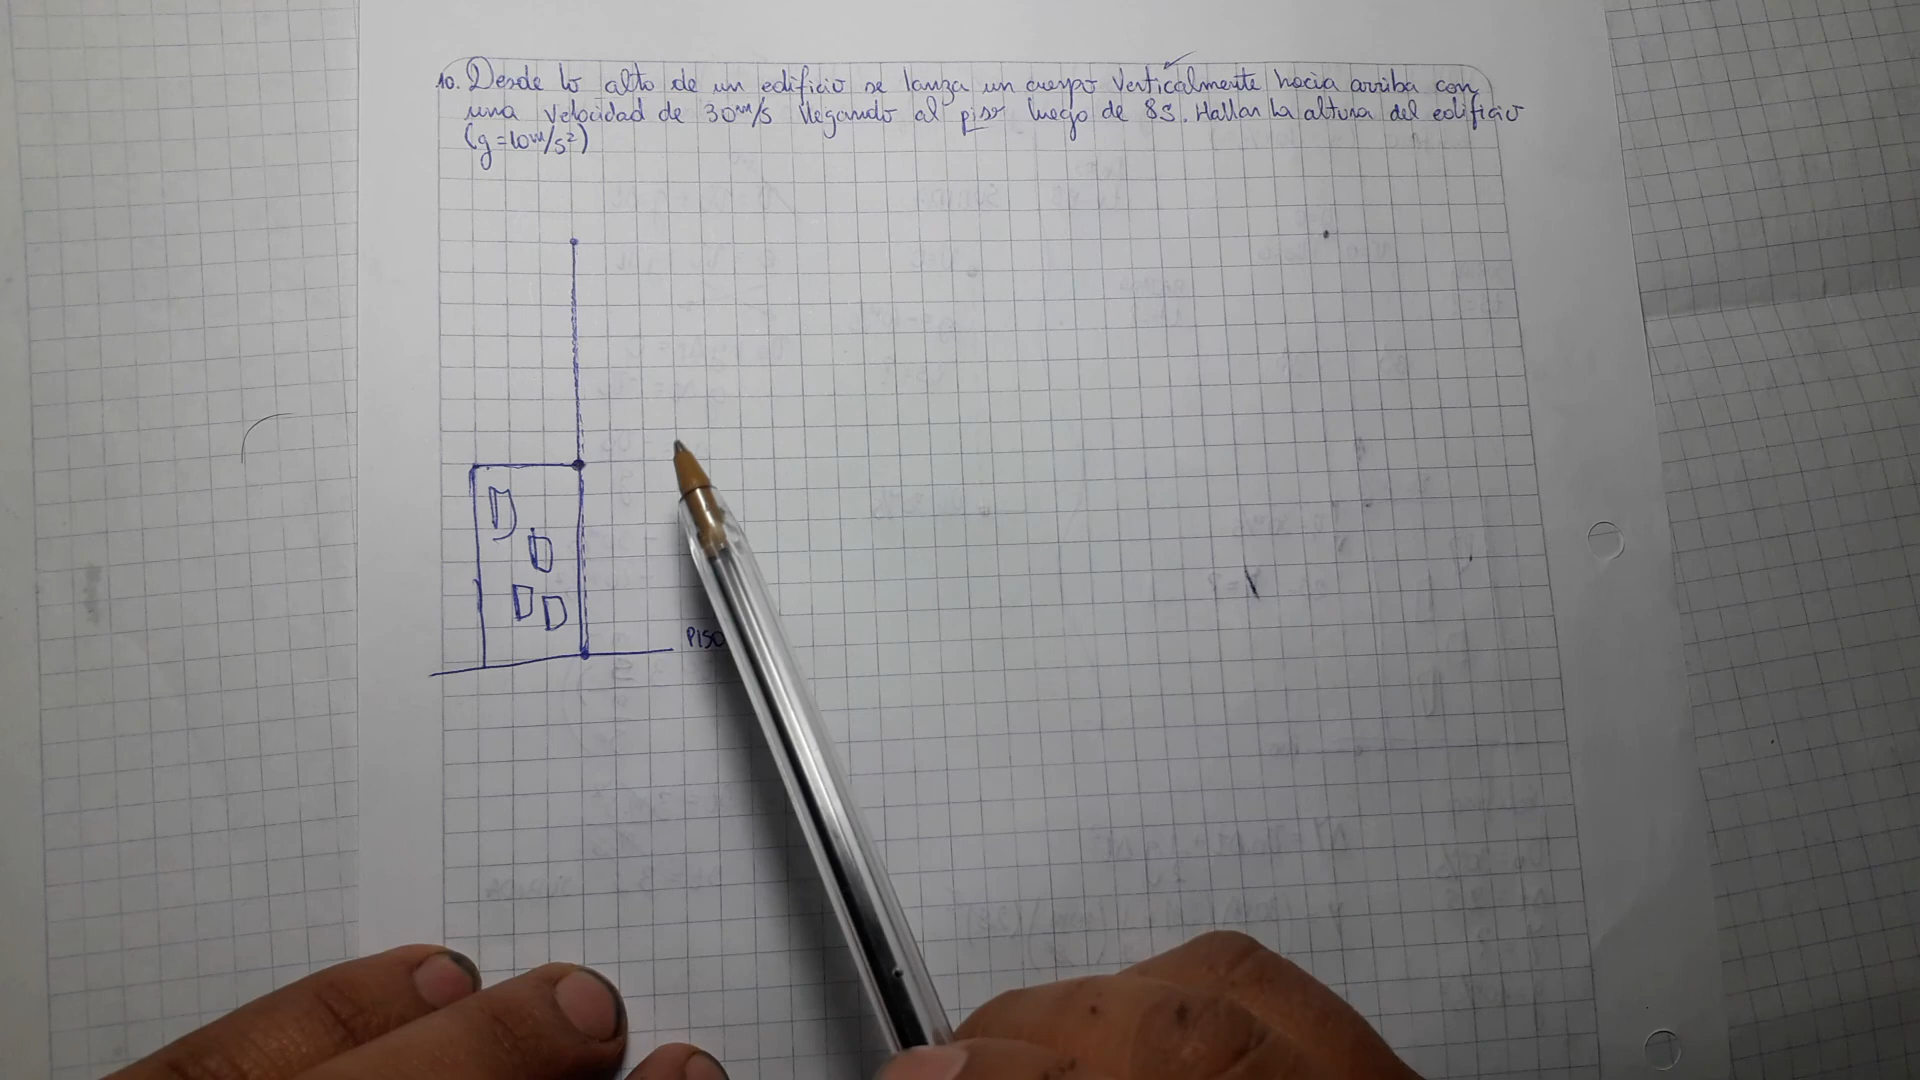 10. Desde lo alto de un edificio se lanza un cuerpo verticalmente hacia arriba con
una velocidad de 30m/s llegando al piso luego de 8s. Hallar la altura del edificio
(g=10m/s²)
PISO